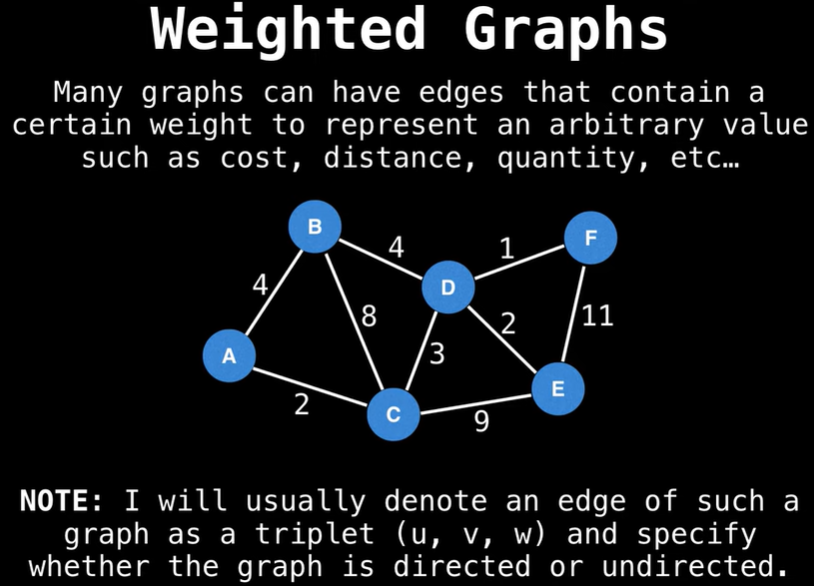 Weighted Graphs
Many graphs can have edges that contain a
certain weight to represent an arbitrary value
such as cost, distance, quantity, etc…
B
F
4
1
D
4
8
2
11
3
A
E
2
C
9
NOTE: I will usually denote an edge of such a
graph as a triplet (u, v, w) and specify
whether the graph is directed or undirected.